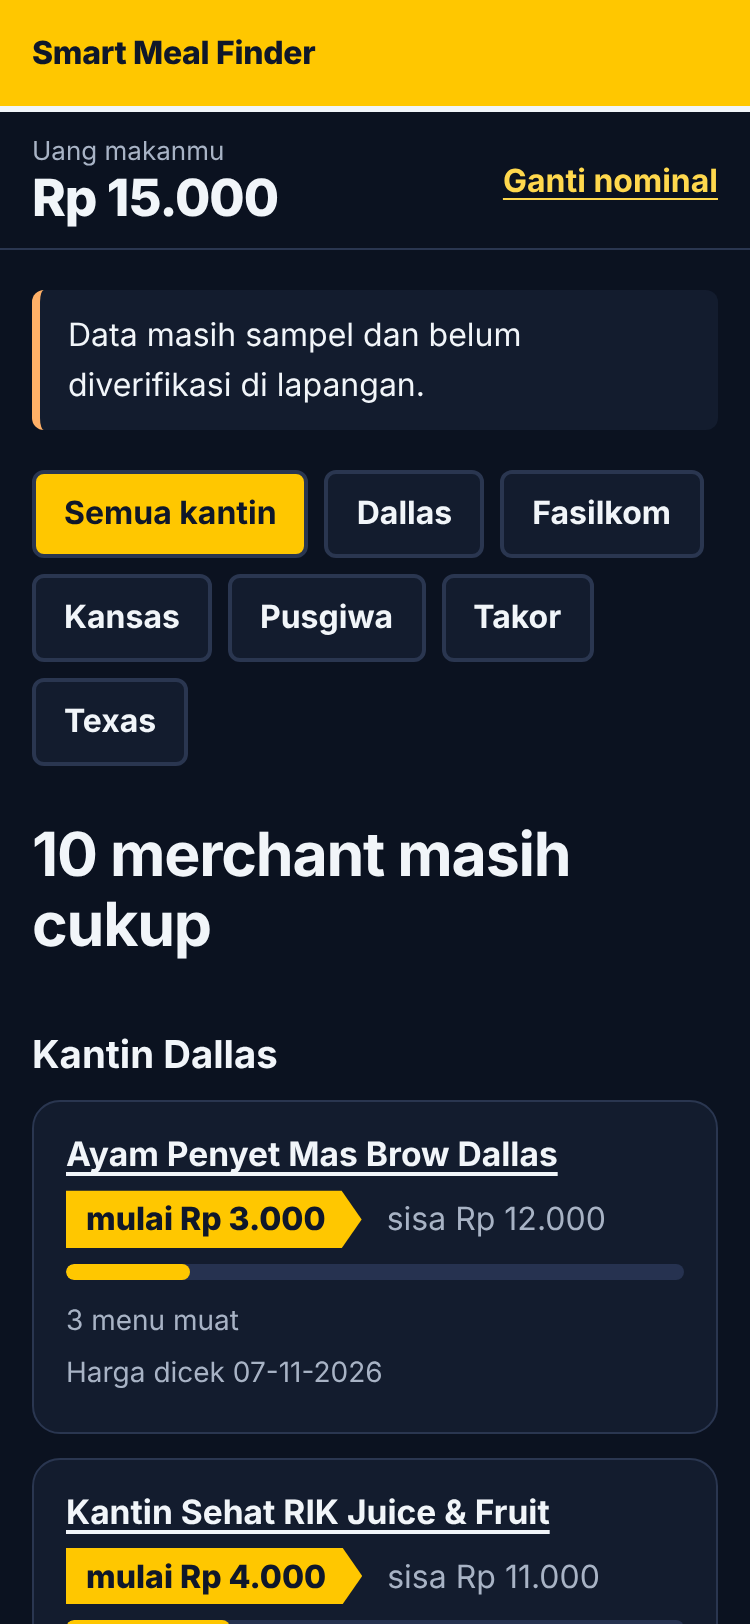 Smart Meal Finder
Uang makanmu
Rp 15.000
Ganti nominal
Data masih sampel dan belum
diverifikasi di lapangan.
Semua kantin
Dallas
Fasilkom
Kansas
Pusgiwa
Takor
Texas
10 merchant masih
cukup
Kantin Dallas
Ayam Penyet Mas Brow Dallas
mulai Rp 3.000
sisa Rp 12.000
3 menu muat
Harga dicek 07-11-2026
Kantin Sehat RIK Juice & Fruit
mulai Rp 4.000
sisa Rp 11.000